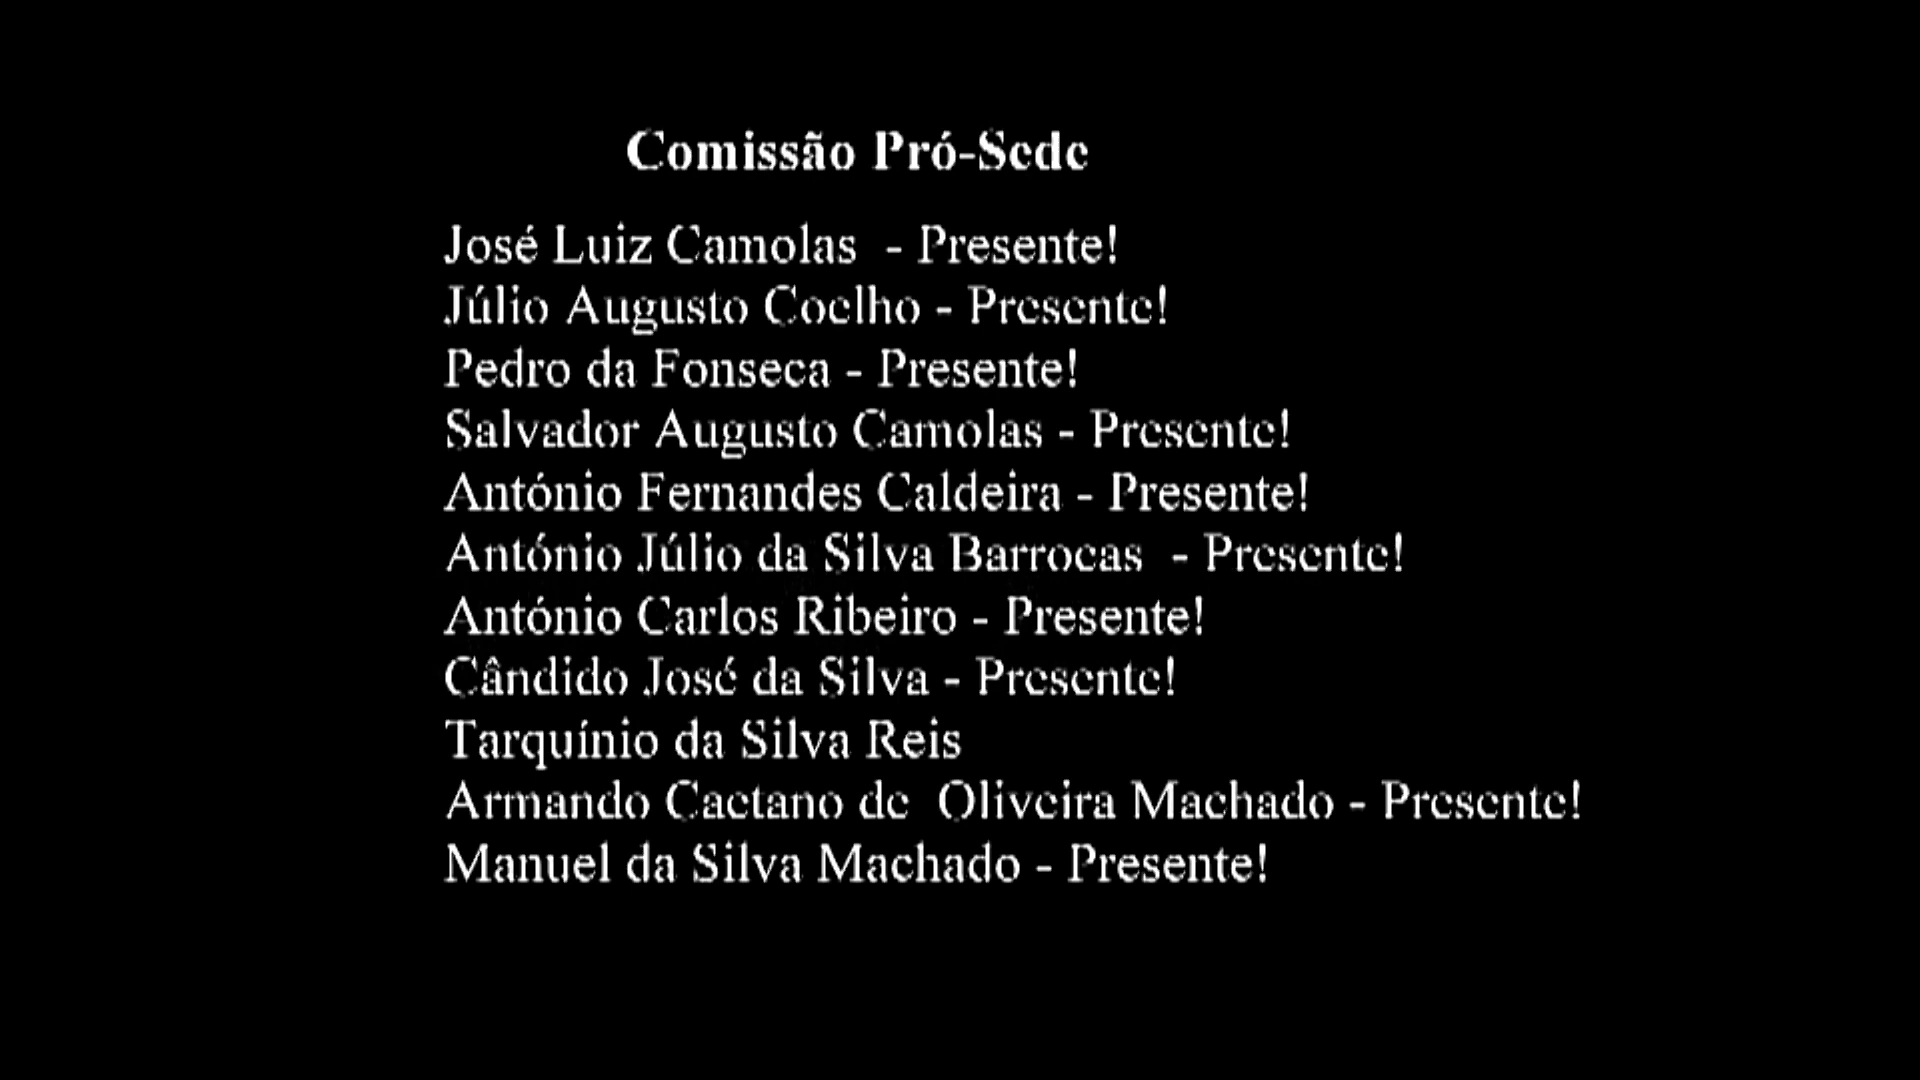 Comissão Pró-Sede
José Luiz Camolas  - Presente!
Júlio Augusto Coelho - Presente!
Pedro da Fonseca - Presente!
Salvador Augusto Camolas - Presente!
António Fernandes Caldeira - Presente!
António Júlio da Silva Barrocas  - Presente!
António Carlos Ribeiro - Presente!
Cândido José da Silva - Presente!
Tarquínio da Silva Reis
Armando Caetano de  Oliveira Machado - Presente!
Manuel da Silva Machado - Presente!